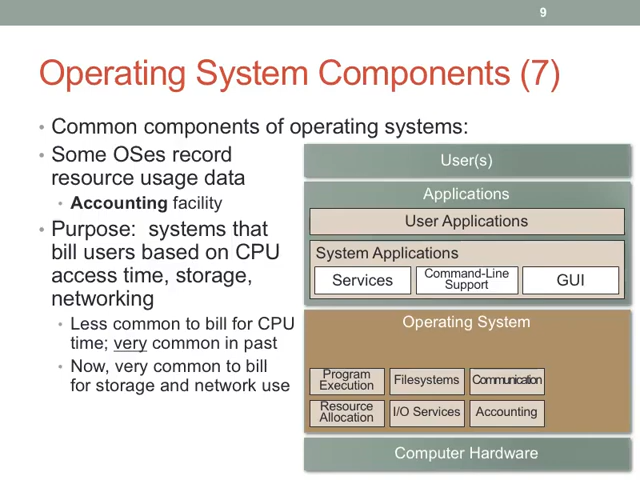 9
Operating System Components (7)
• Common components of operating systems:
• Some OSes record
resource usage data
• Accounting facility
• Purpose: systems that
bill users based on CPU
access time, storage,
networking
• Less common to bill for CPU
time; very common in past
• Now, very common to bill
for storage and network use
User(s)
Applications
User Applications
System Applications
Services
Command-Line
Support
GUI
Operating System
Program
Execution
Filesystems
Communication
Resource
Allocation
I/O Services
Accounting
Computer Hardware